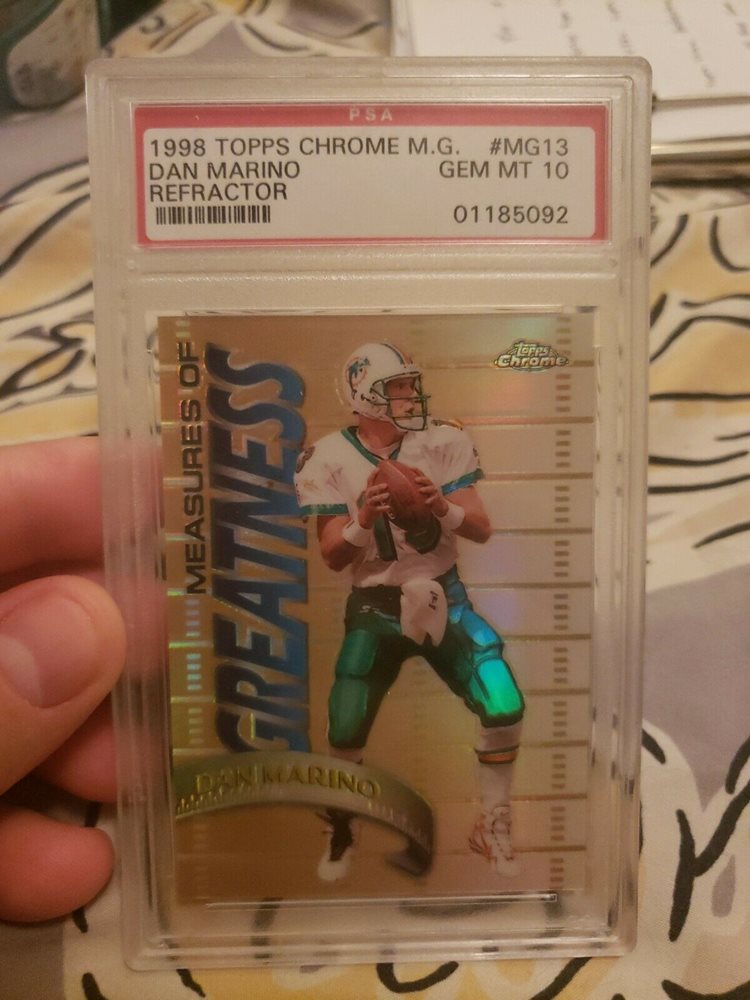 PSA
1998 TOPPS CHROME M.G. #MG13
DAN MARINO GEM MT 10
REFRACTOR
01185092
Topps
Chrome
MEASURES OF
GREATNESS
DAN MARINO